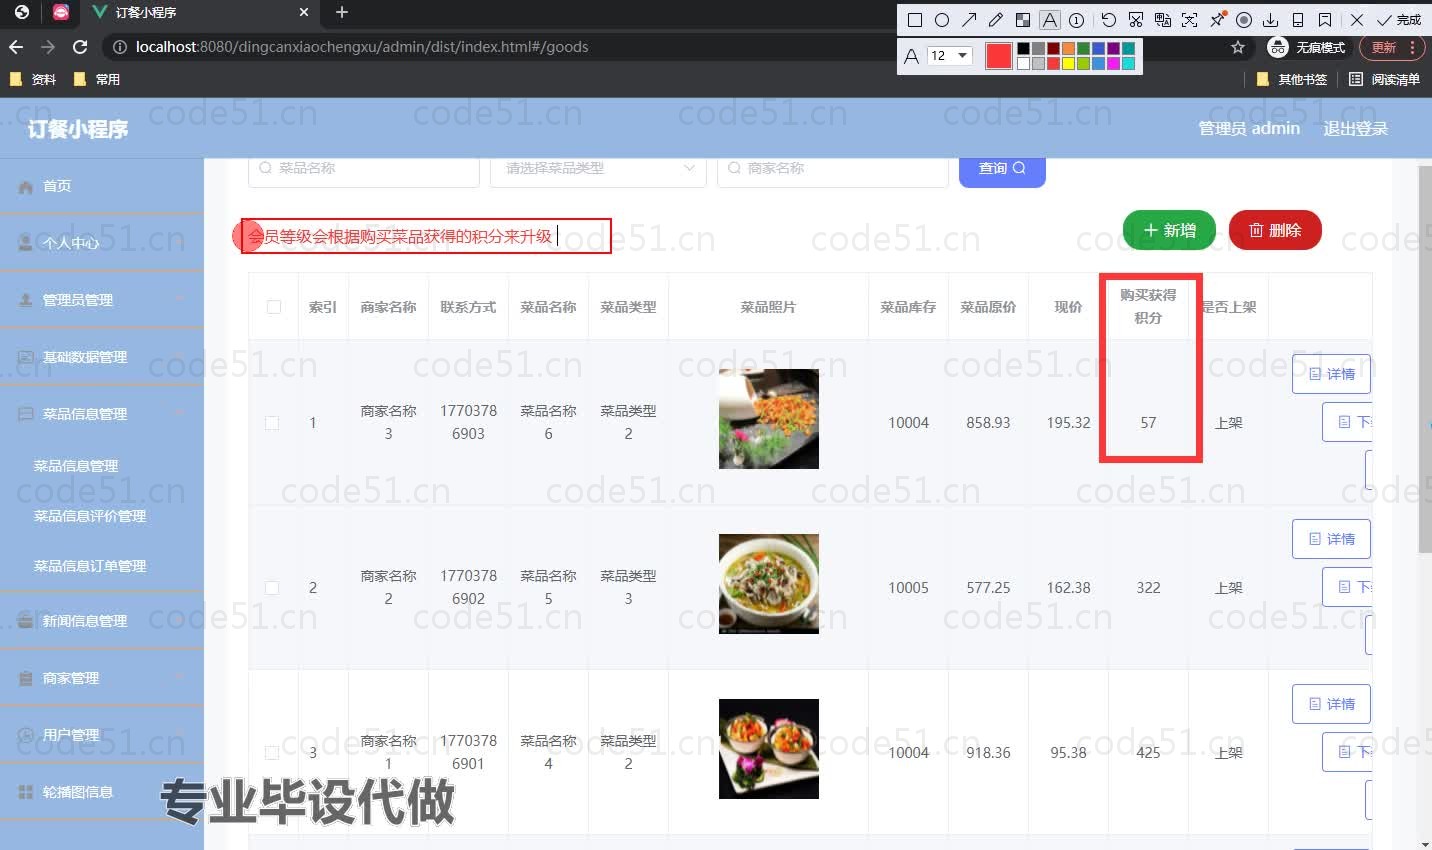 订餐小程序
完成
localhost:8080/dingcanxiaochengxu/admin/dist/index.html#/goods
12
无痕模式
更新
资料
常用
其他书签
阅读清单
订餐小程序
管理员 admin
退出登录
首页
个人中心
管理员管理
基础数据管理
菜品信息管理
菜品信息管理
菜品信息评价管理
菜品信息订单管理
新闻信息管理
商家管理
用户管理
轮播图信息
菜品名称
请选择菜品类型
商家名称
查询
会员等级会根据购买菜品获得的积分来升级
新增
删除
索引 商家名称 联系方式 菜品名称 菜品类型 菜品照片 菜品库存 菜品原价 现价 购买获得 是否上架
积分
详情
商家名称 1770378 菜品名称 菜品类型
1 10004 858.93 195.32 57 上架
3 6903 6 2
详情
商家名称 1770378 菜品名称 菜品类型
2 10005 577.25 162.38 322 上架
2 6902 5 3
详情
商家名称 1770378 菜品名称 菜品类型
3 10004 918.36 95.38 425 上架
1 6901 4 2
专业毕设代做
code51.cn